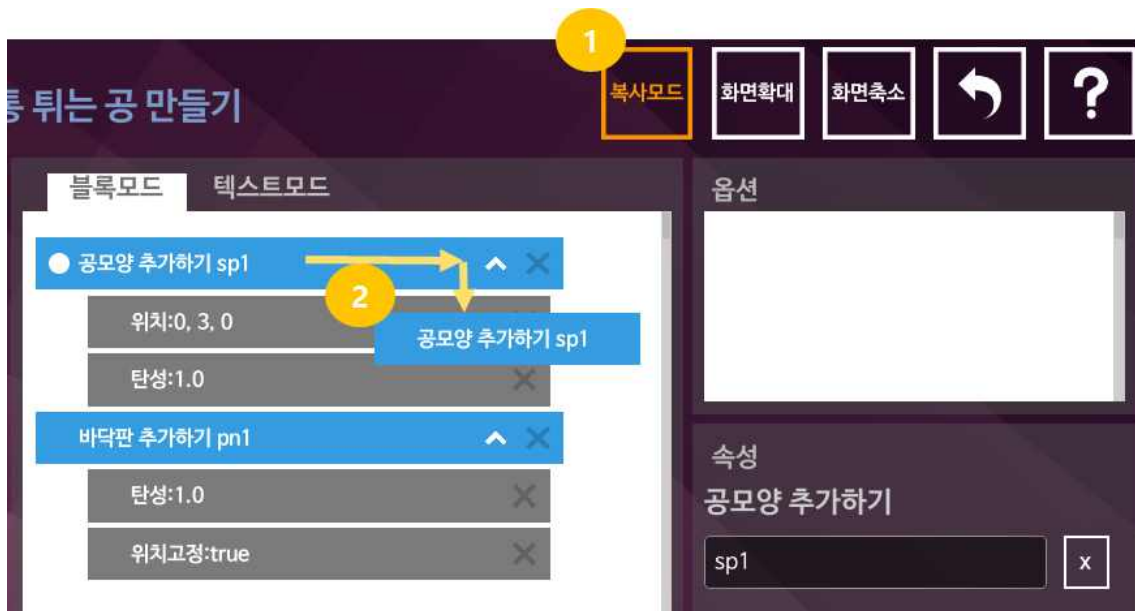 1
통 튀는 공 만들기
복사모드
화면확대
화면축소
?
블록모드
텍스트모드
옵션
공모양 추가하기 sp1
2
위치:0, 3, 0
공모양 추가하기 sp1
탄성:1.0
바닥판 추가하기 pn1
속성
탄성:1.0
공모양 추가하기
위치고정:true
sp1
x